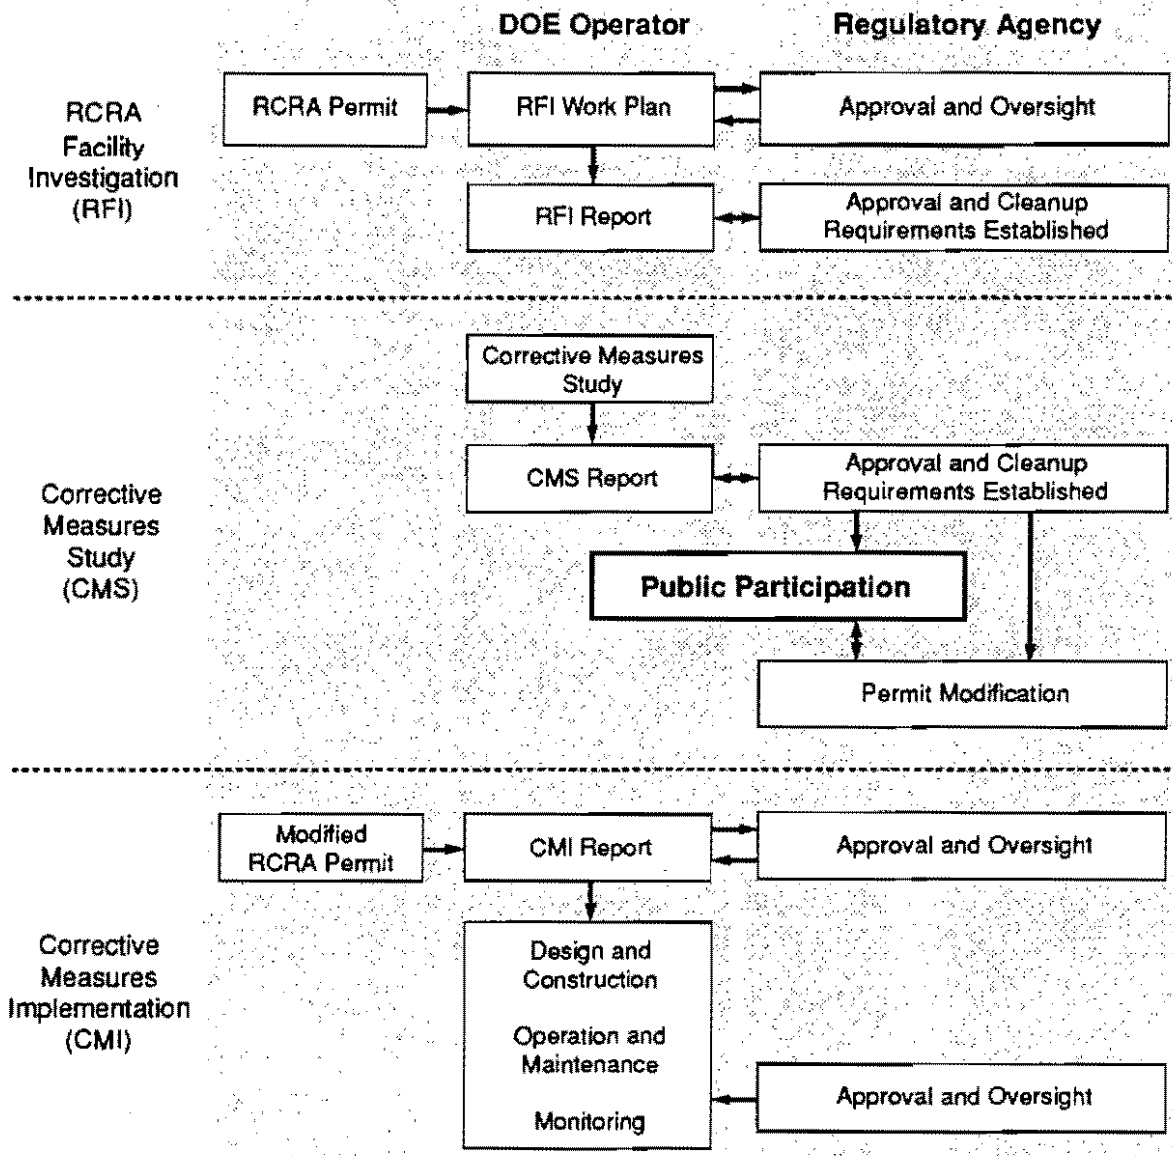 DOE Operator
Regulatory Agency
RCRA
Facility
Investigation
(RFI)
RCRA Permit
RFI Work Plan
Approval and Oversight
RFI Report
Approval and Cleanup
Requirements Established
Corrective
Measures
Study
(CMS)
Corrective Measures
Study
CMS Report
Approval and Cleanup
Requirements Established
Public Participation
Permit Modification
Corrective
Measures
Implementation
(CMI)
Modified
RCRA Permit
CMI Report
Approval and Oversight
Design and
Construction
Operation and
Maintenance
Monitoring
Approval and Oversight